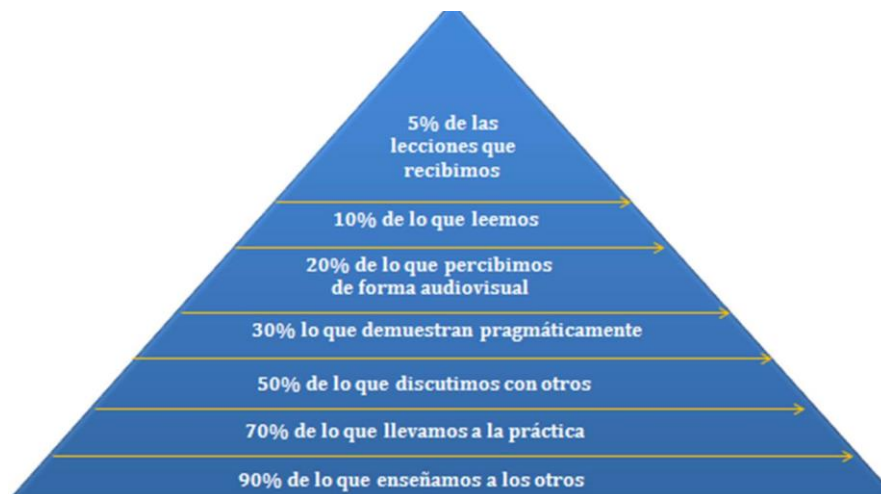 5% de las
lecciones que
recibimos
10% de lo que leemos
20% de lo que percibimos
de forma audiovisual
30% lo que demuestran pragmáticamente
50% de lo que discutimos con otros
70% de lo que llevamos a la práctica
90% de lo que enseñamos a los otros